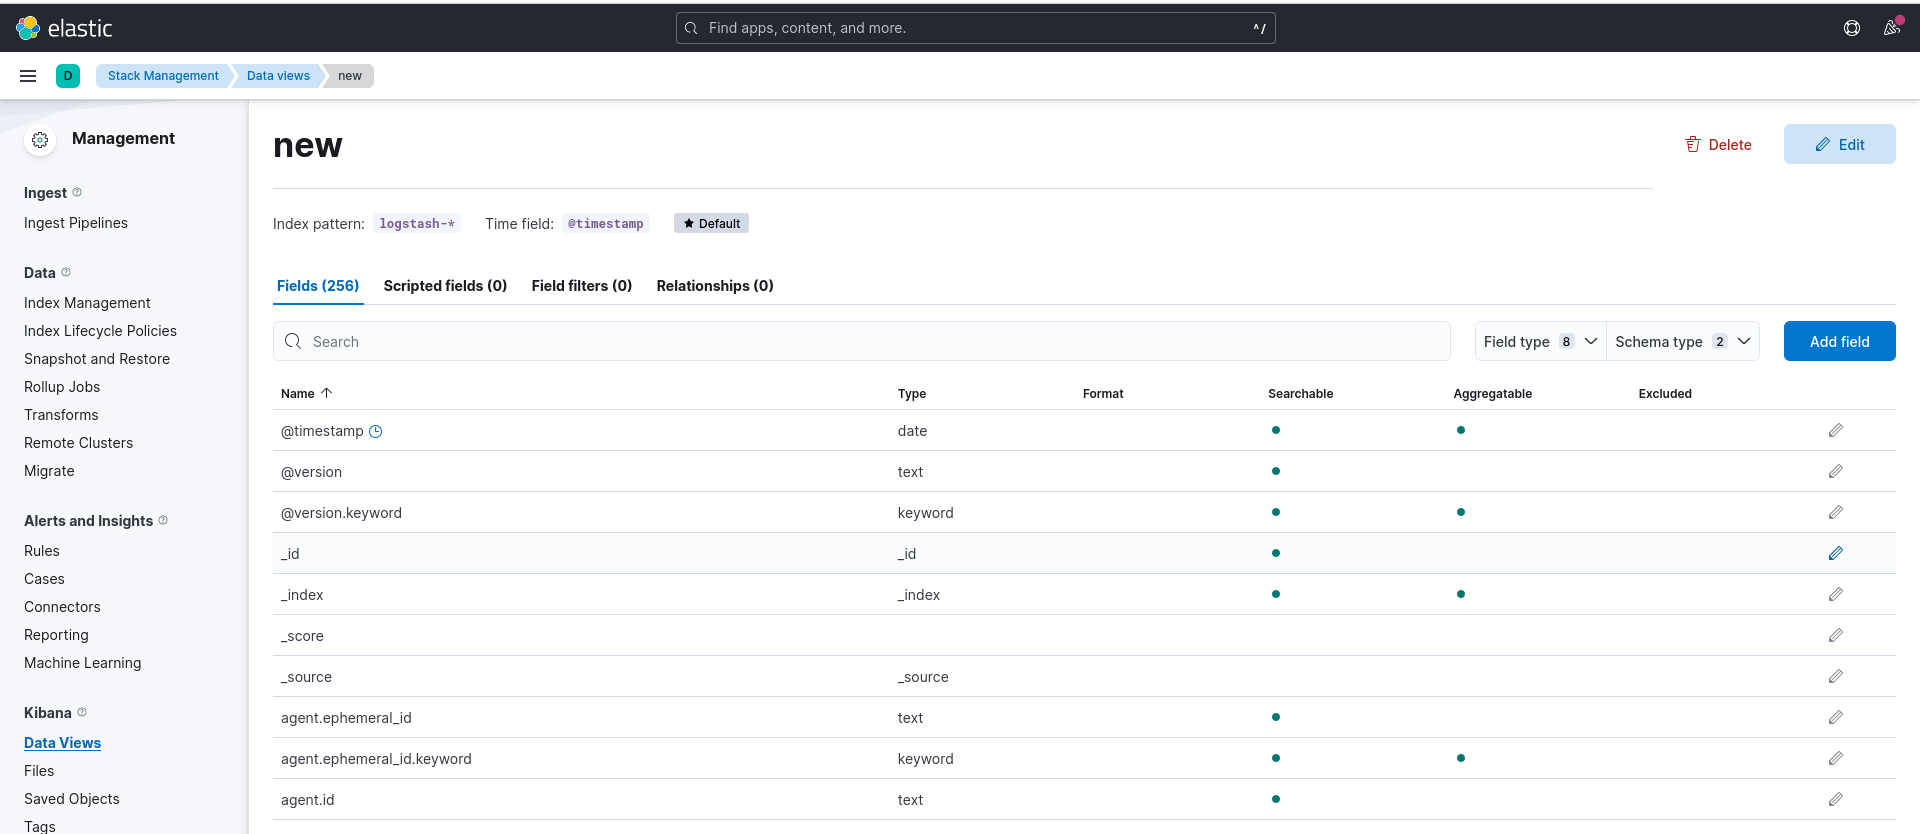 elastic
Find apps, content, and more.
^/
D
Stack Management
Data views
new
Management
Ingest
Ingest Pipelines
Data
Index Management
Index Lifecycle Policies
Snapshot and Restore
Rollup Jobs
Transforms
Remote Clusters
Migrate
Alerts and Insights
Rules
Cases
Connectors
Reporting
Machine Learning
Kibana
Data Views
Files
Saved Objects
Tags
new
Delete
Edit
Index pattern: logstash-* Time field: @timestamp Default
Fields (256) Scripted fields (0) Field filters (0) Relationships (0)
Search
Field type 8
Schema type 2
Add field
Name Type Format Searchable Aggregatable Excluded
@timestamp date
@version text
@version.keyword keyword
_id _id
_index _index
_score
_source _source
agent.ephemeral_id text
agent.ephemeral_id.keyword keyword
agent.id text